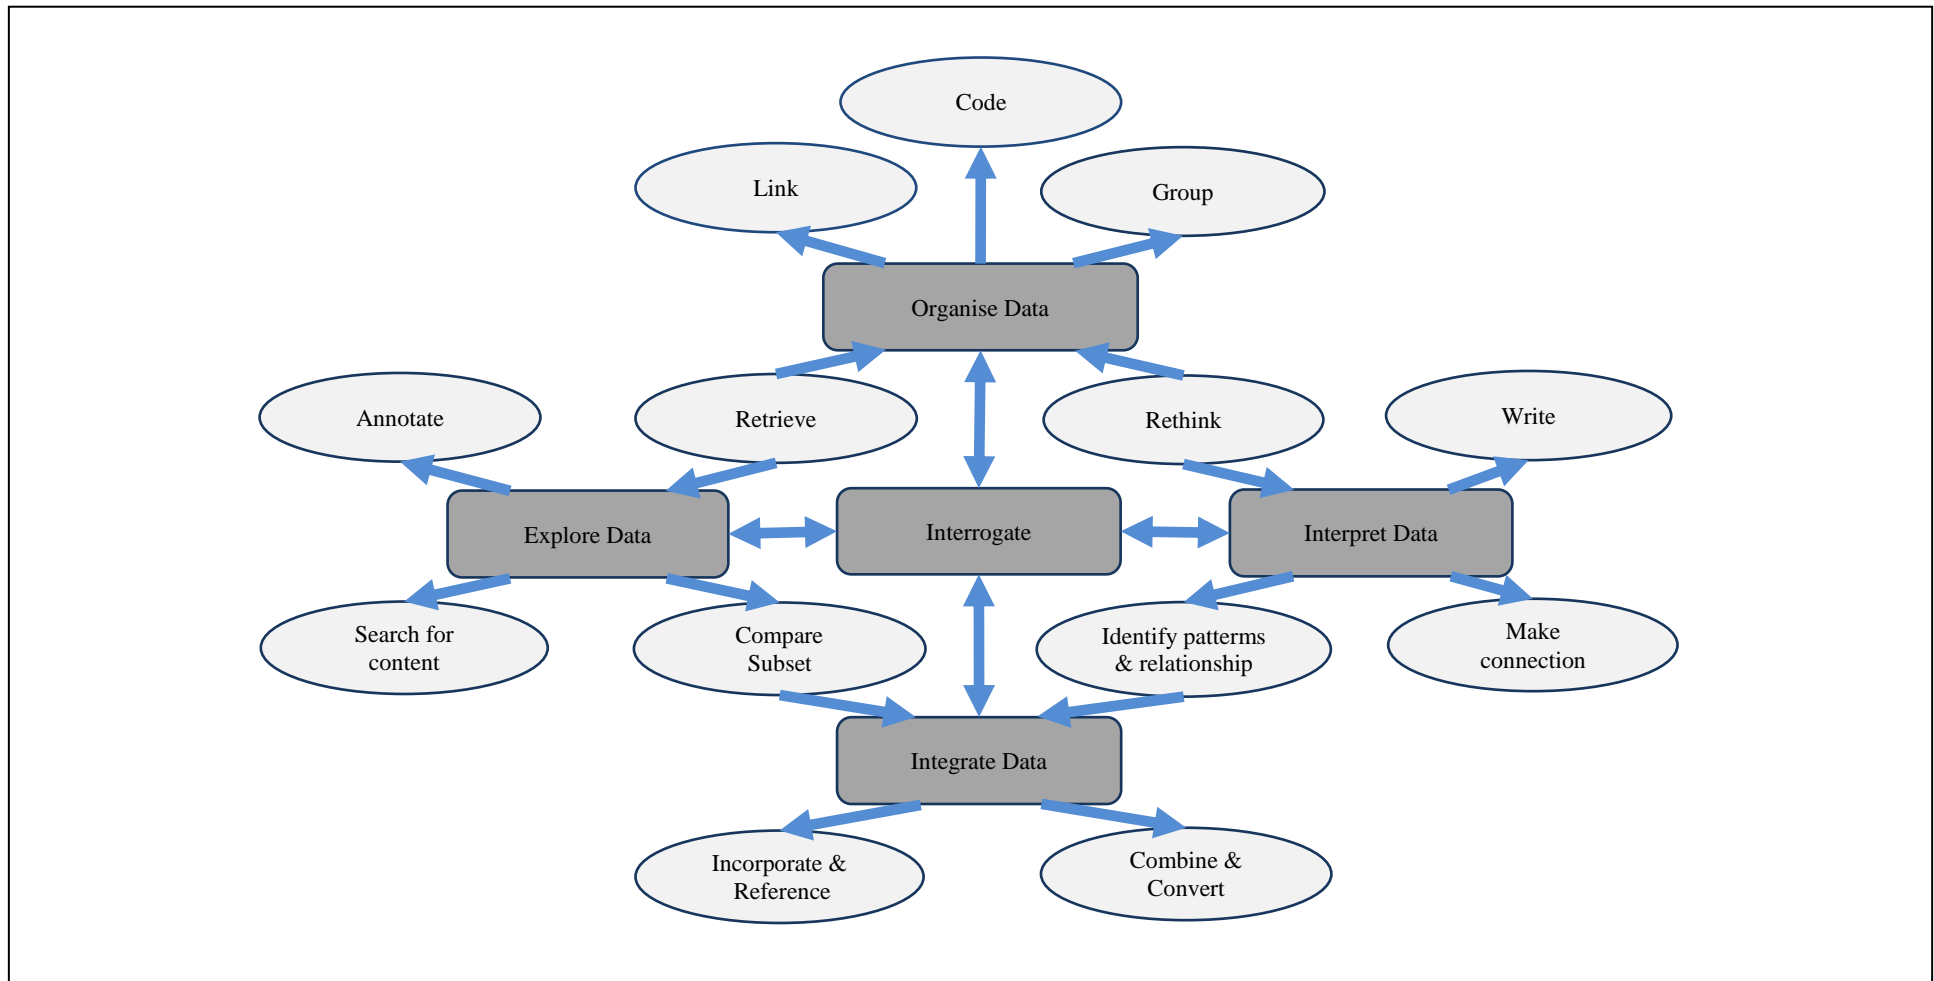 Code
Link
Group
Organise Data
Annotate
Retrieve
Rethink
Write
Explore Data
Interrogate
Interpret Data
Search for
content
Compare
Subset
Identify patterms
& relationship
Make
connection
Integrate Data
Incorporate &
Reference
Combine &
Convert